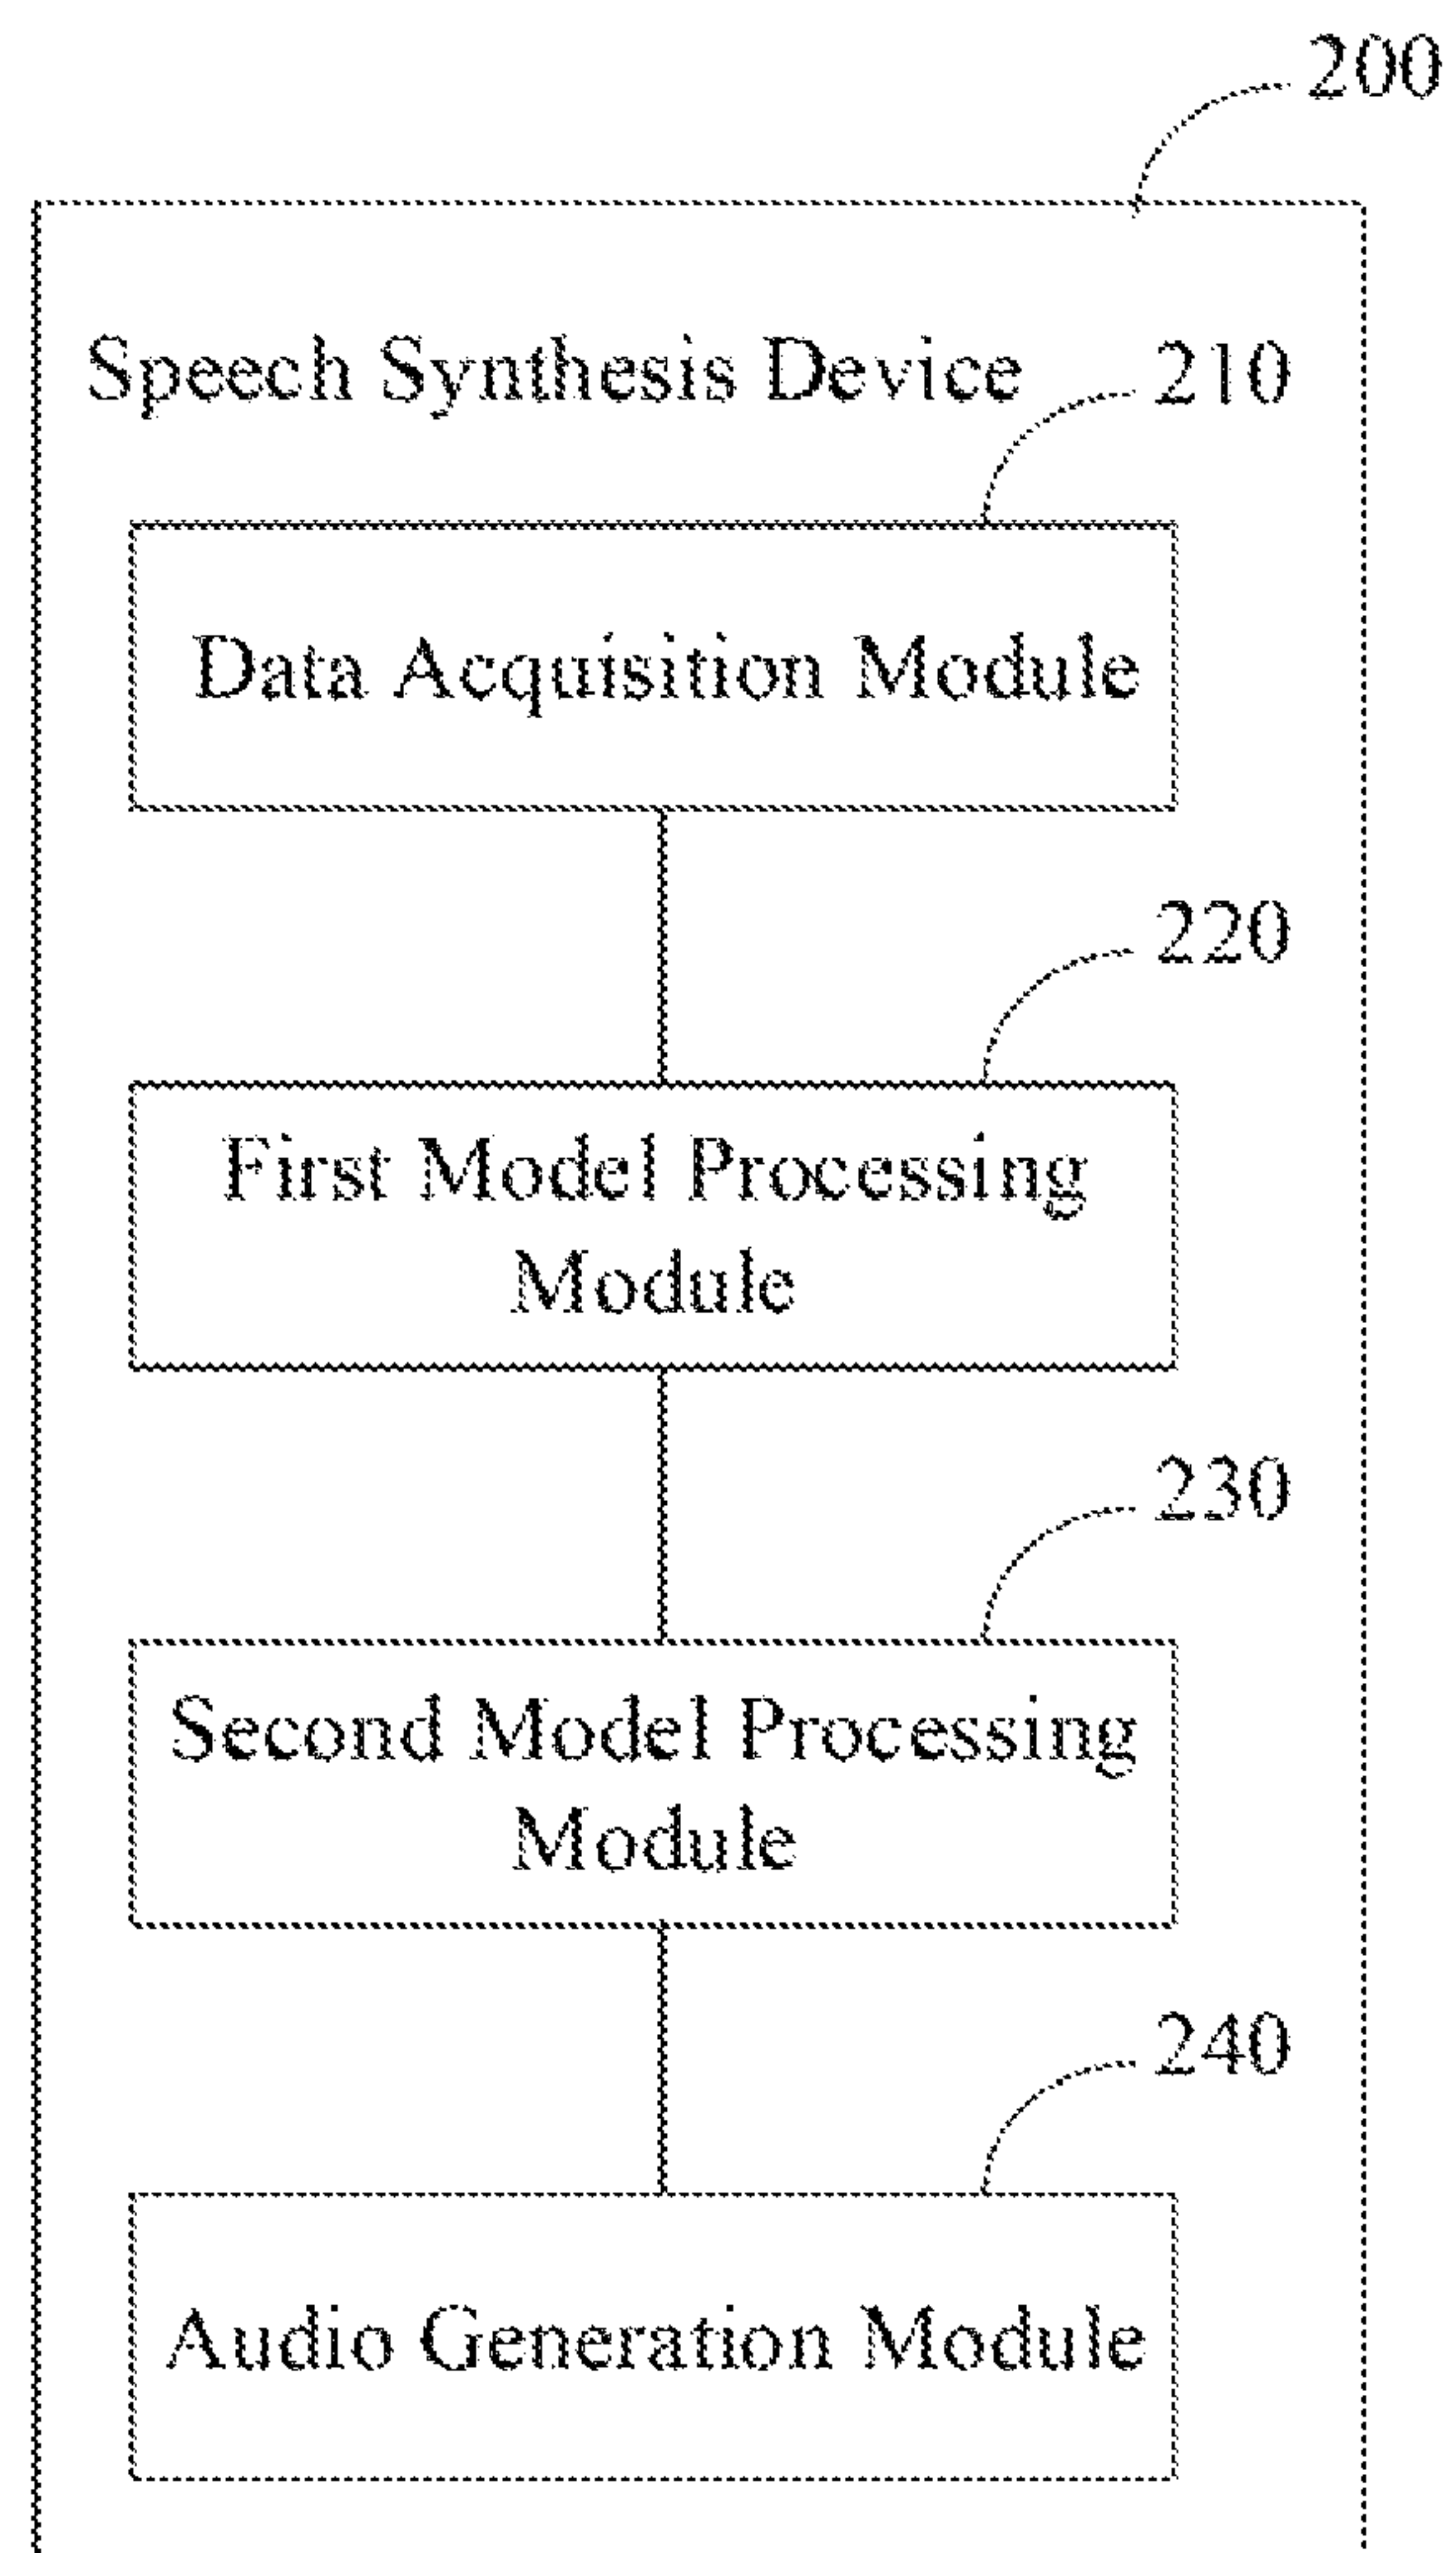 200
Speech Synthesis Device
210
Data Acquisition Module
220
First Model Processing
Module
230
Second Model Processing
Module
240
Audio Generation Module